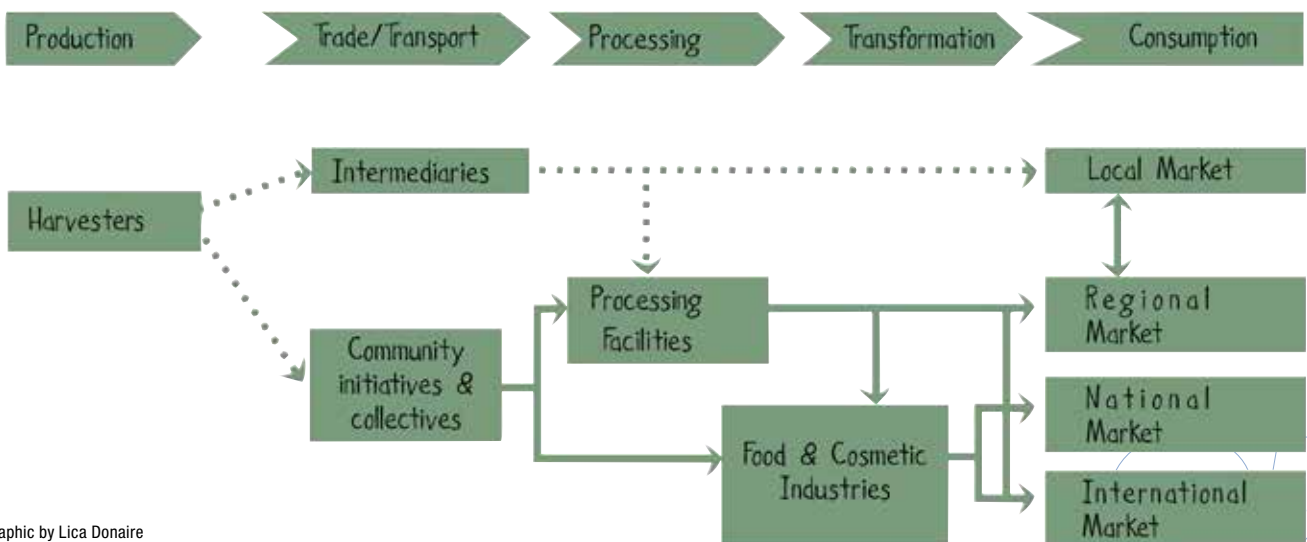 Production
Trade/Transport
Processing
Transformation
Consumption
Intermediaries
Local Market
Harvesters
Processing
Facilities
Regional
Market
Community
initiatives &
collectives
National
Market
Food & Cosmetic
Industries
International
Market
aphic by Lica Donaire